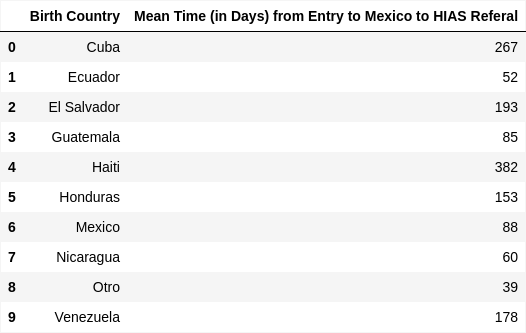 Birth Country Mean Time (in Days) from Entry to Mexico to HIAS Referal
0 Cuba 267
1 Ecuador 52
2 El Salvador 193
3 Guatemala 85
4 Haiti 382
5 Honduras 153
6 Mexico 88
7 Nicaragua 60
8 Otro 39
9 Venezuela 178